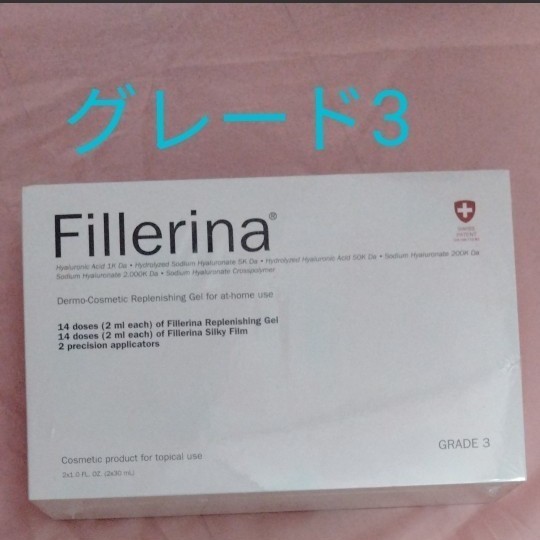 グレード3
Fillerina®
Hyaluronic Acid 1K Da • Hydrolyzed Sodium Hyaluronate 5K Da • Hydrolyzed Hyaluronic Acid 50K Da • Sodium Hyaluronate 200K Da
Sodium Hyaluronate 2.000K Da • Sodium Hyaluronate Crosspolymer
SWISS
PATENT
Dermo-Cosmetic Replenishing Gel for at-home use
14 doses (2 ml each) of Fillerina Replenishing Gel
14 doses (2 ml each) of Fillerina Silky Film
2 precision applicators
GRADE 3
Cosmetic product for topical use
2x1.0 FL. OZ. (2x30 mL)